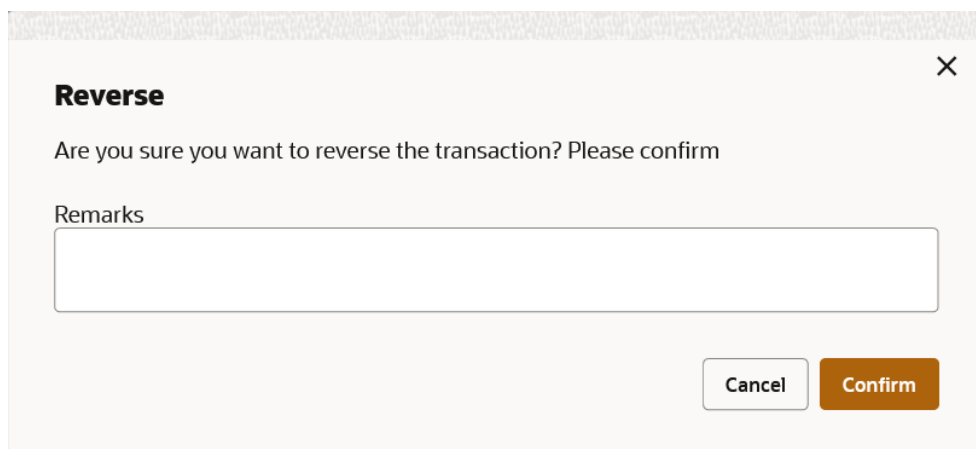 Reverse
Are you sure you want to reverse the transaction? Please confirm
Remarks
Cancel Confirm